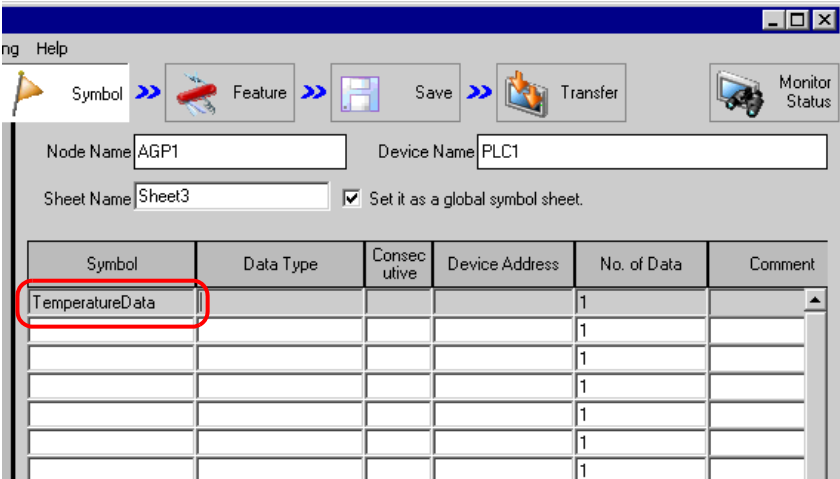 ng Help
Symbol Feature Save Transfer Monitor Status
Node Name AGP1 Device Name PLC1
Sheet Name Sheet3 Set it as a global symbol sheet.
Symbol Data Type Consecutive Device Address No. of Data Comment
TemperatureData 1
1
1
1
1
1
1